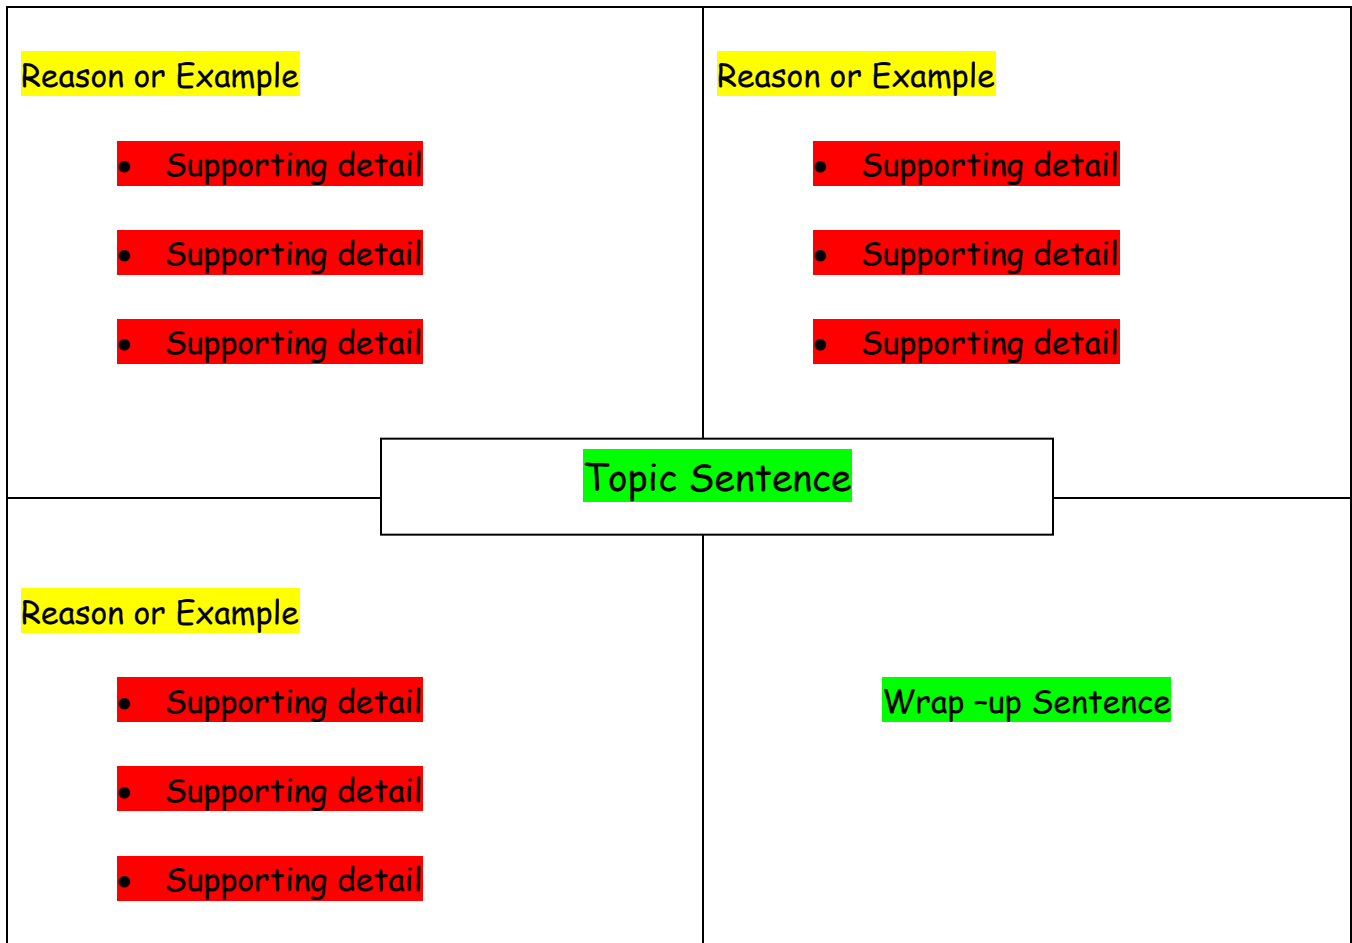 Reason or Example
• Supporting detail
• Supporting detail
• Supporting detail
Reason or Example
• Supporting detail
• Supporting detail
• Supporting detail
Topic Sentence
Reason or Example
• Supporting detail
• Supporting detail
• Supporting detail
Wrap –up Sentence